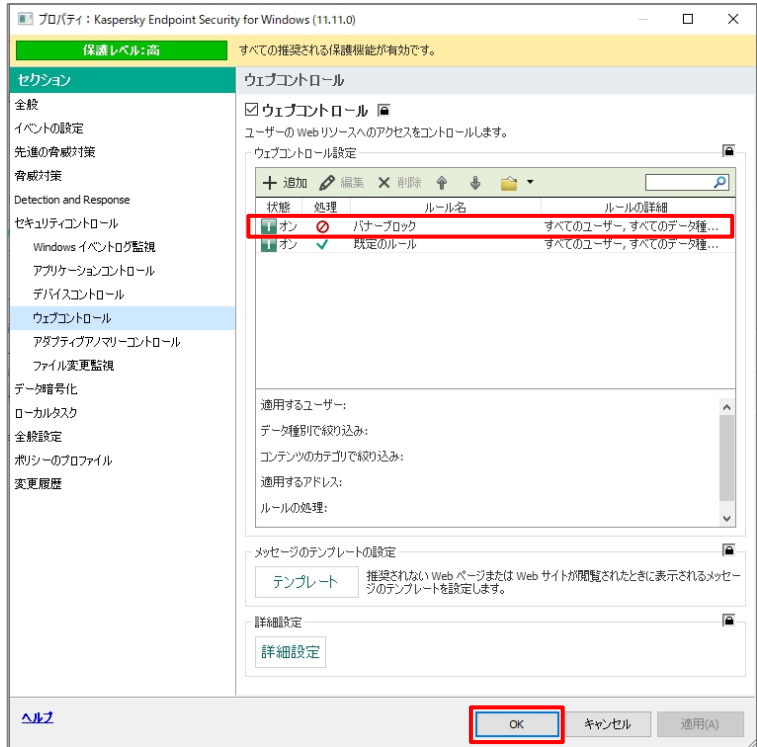 プロパティ: Kaspersky Endpoint Security for Windows (11.11.0)
保護レベル:高 すべての推奨される保護機能が有効です。
セクション
全般
イベントの設定
先進の脅威対策
脅威対策
Detection and Response
セキュリティコントロール
Windows イベントログ監視
アプリケーションコントロール
デバイスコントロール
ウェブコントロール
アダプティブアノマリーコントロール
ファイル変更監視
データ暗号化
ローカルタスク
全般設定
ポリシーのプロファイル
変更履歴
ウェブコントロール
ウェブコントロール
ユーザーの Web リソースへのアクセスをコントロールします。
ウェブコントロール設定
追加 編集 削除
状態 処理 ルール名 ルールの詳細
オン バナーブロック すべてのユーザー, すべてのデータ種...
オン 既定のルール すべてのユーザー, すべてのデータ種...
適用するユーザー:
データ種別で絞り込み:
コンテンツのカテゴリで絞り込み:
適用するアドレス:
ルールの処理:
メッセージのテンプレートの設定
テンプレート
推奨されない Web ページまたは Web サイトが閲覧されたときに表示されるメッセー
ジのテンプレートを設定します。
詳細設定
詳細設定
ヘルプ
OK キャンセル 適用(A)